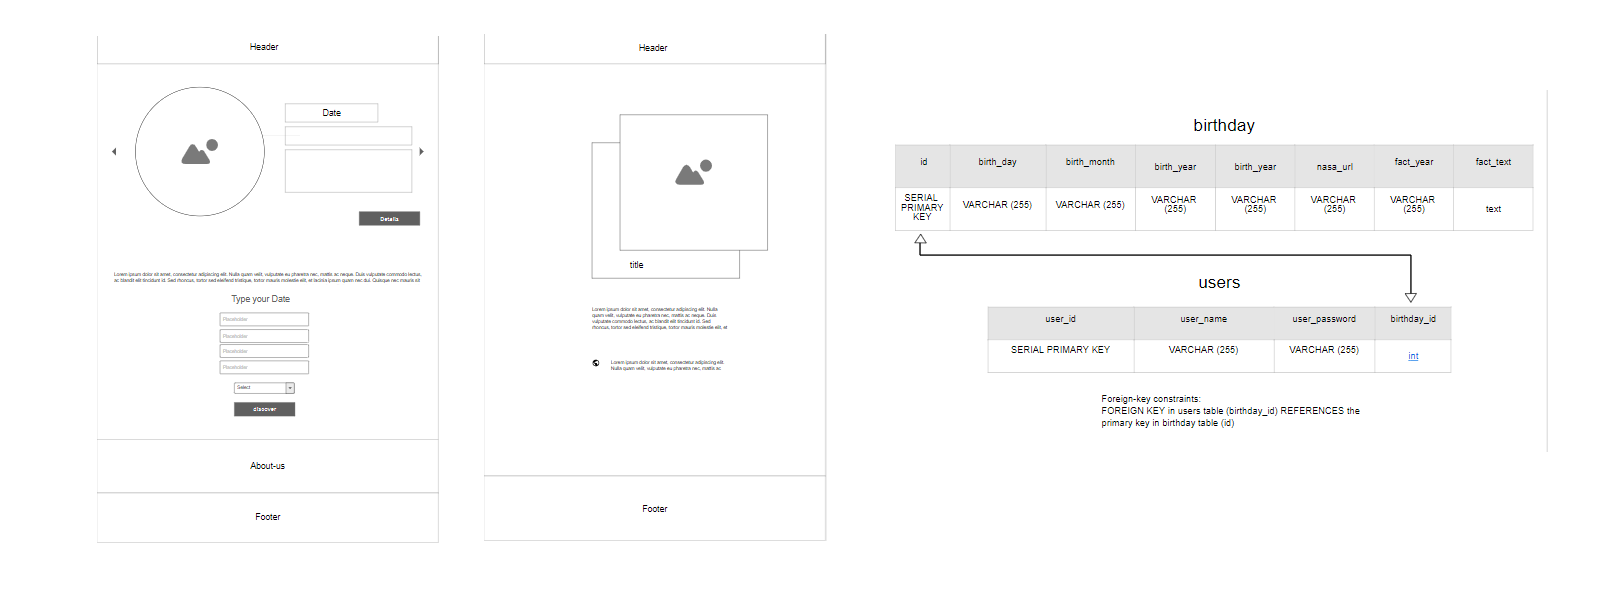 Header
Date
Details
Lorem ipsum dolor sit amet, consectetur adipiscing elit. Nulla quam velit, vulputate eu pharetra nec, mattis ac neque. Duis vulputate commodo lectus,
ac blandit elit tincidunt id. Sed rhoncus, tortor sed eleifend tristique, tortor mauris molestie elit, et lacinia ipsum quam nec dui. Quisque nec mauris sit
Type your Date
Placeholder
Placeholder
Placeholder
Placeholder
Select
discover
About-us
Footer
Header
title
Lorem ipsum dolor sit amet, consectetur adipiscing elit. Nulla
quam velit, vulputate eu pharetra nec, mattis ac neque. Duis
vulputate commodo lectus, ac blandit elit tincidunt id. Sed
rhoncus, tortor sed eleifend tristique, tortor mauris molestie elit, et
Lorem ipsum dolor sit amet, consectetur adipiscing elit.
Nulla quam velit, vulputate eu pharetra nec, mattis ac
Footer
birthday
id birth_day birth_month birth_year birth_year nasa_url fact_year fact_text
SERIAL PRIMARY KEY VARCHAR (255) VARCHAR (255) VARCHAR (255) VARCHAR (255) VARCHAR (255) VARCHAR (255) text
users
user_id user_name user_password birthday_id
SERIAL PRIMARY KEY VARCHAR (255) VARCHAR (255) int
Foreign-key constraints:
FOREIGN KEY in users table (birthday_id) REFERENCES the
primary key in birthday table (id)